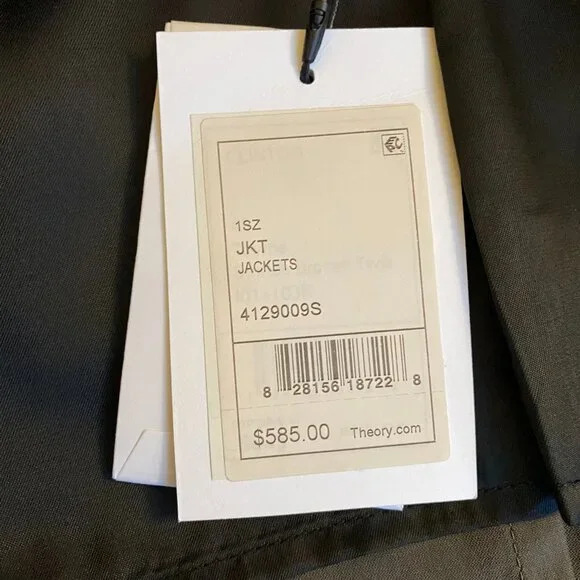 1SZ
JKT
JACKETS
4129009S
8 28156 18722 8
$585.00 Theory.com